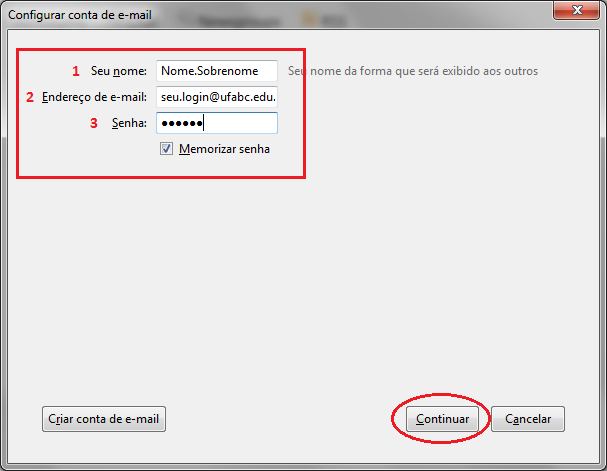 Configurar conta de e-mail
1 Seu nome: Nome.Sobrenome Seu nome da forma que será exibido aos outros
2 Endereço de e-mail: seu.login@ufabc.edu.
3 Senha: ●●●●●●
Memorizar senha
Criar conta de e-mail Continuar Cancelar